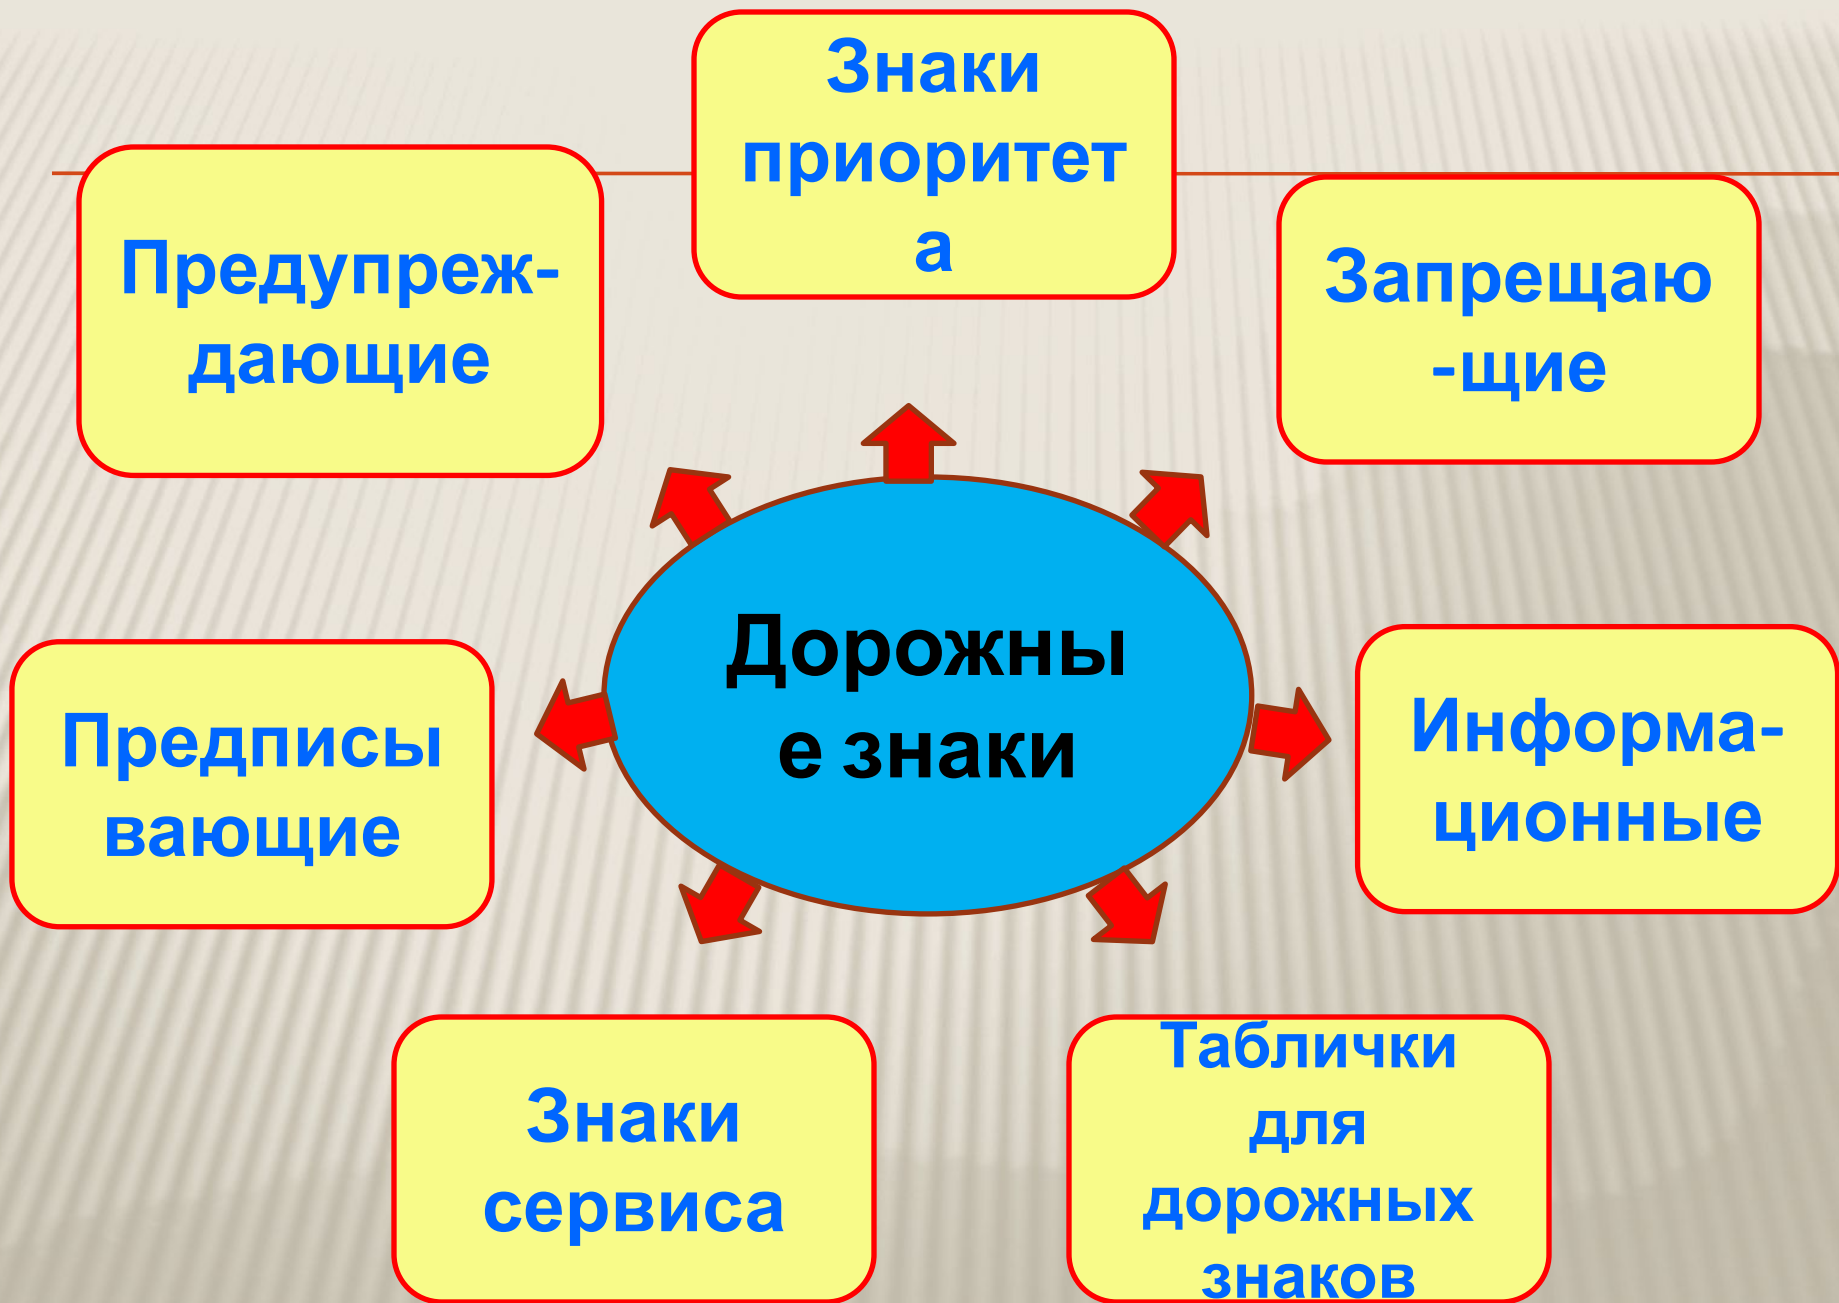 Знаки
приоритет
а
Предупреж-
дающие
Запрещаю
-щие
Дорожны
е знаки
Предписы
вающие
Информа-
ционные
Знаки
сервиса
Таблички
для
дорожных
знаков